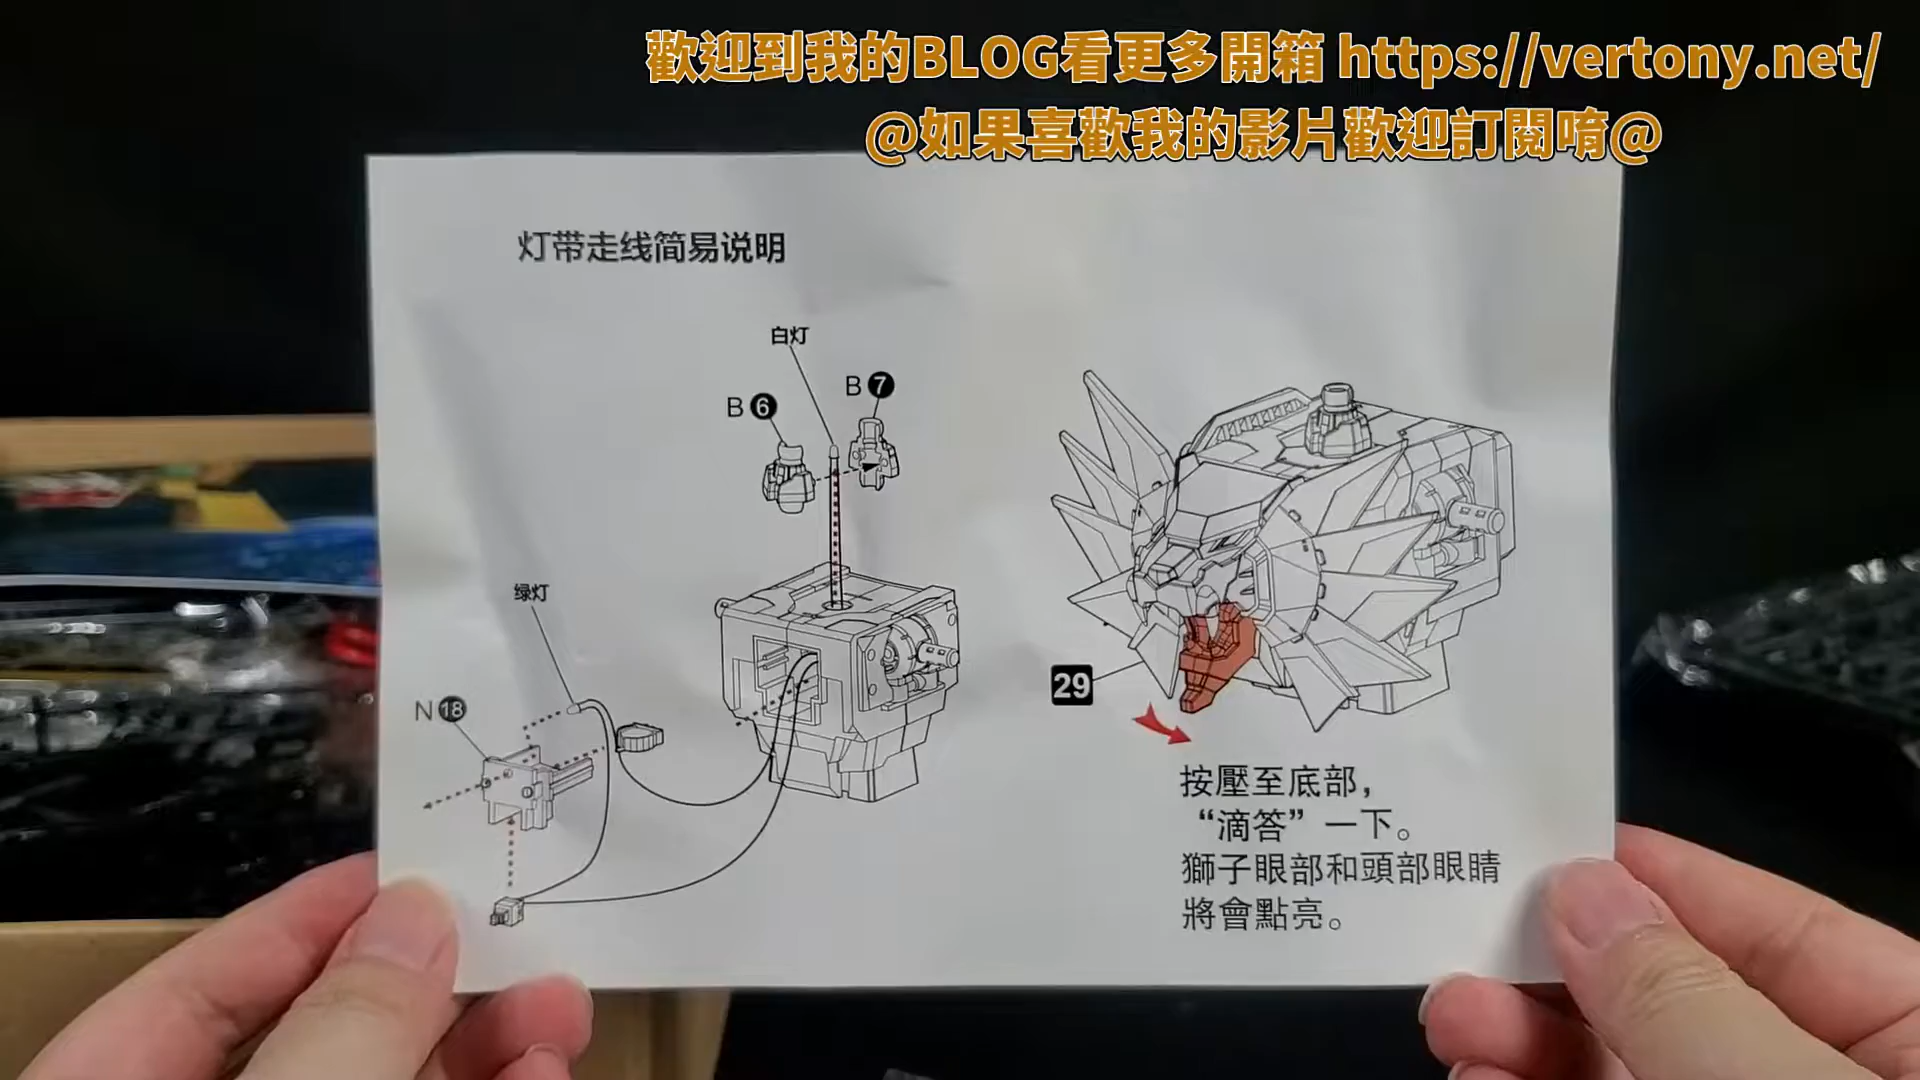 歡迎到我的BLOG看更多開箱 https://vertony.net/
@如果喜歡我的影片歡迎訂閱唷@
灯带走线简易说明
白灯
B 7
B 6
绿灯
N 18
29
按壓至底部,
“滴答”一下。
獅子眼部和頭部眼睛
將會點亮。